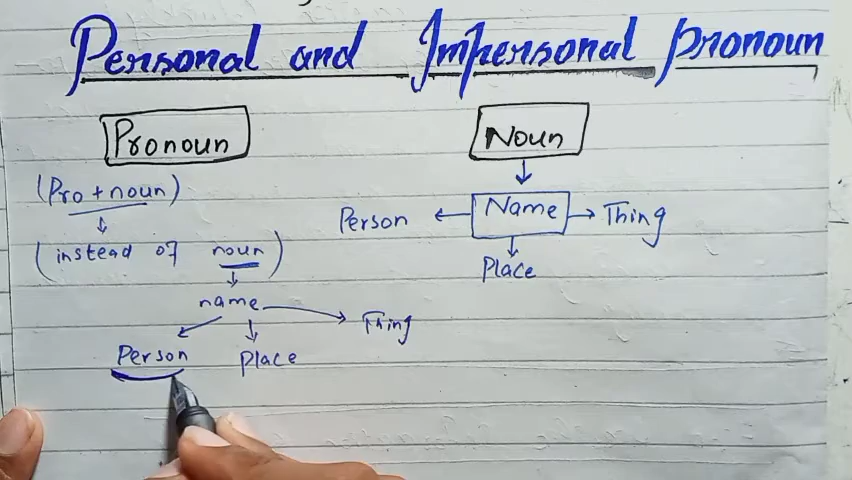 Personal and Impersonal pronoun
Pronoun
(Pro + noun)
(instead of noun)
name
Person
Place
Thing
Noun
Person
Name
Thing
Place